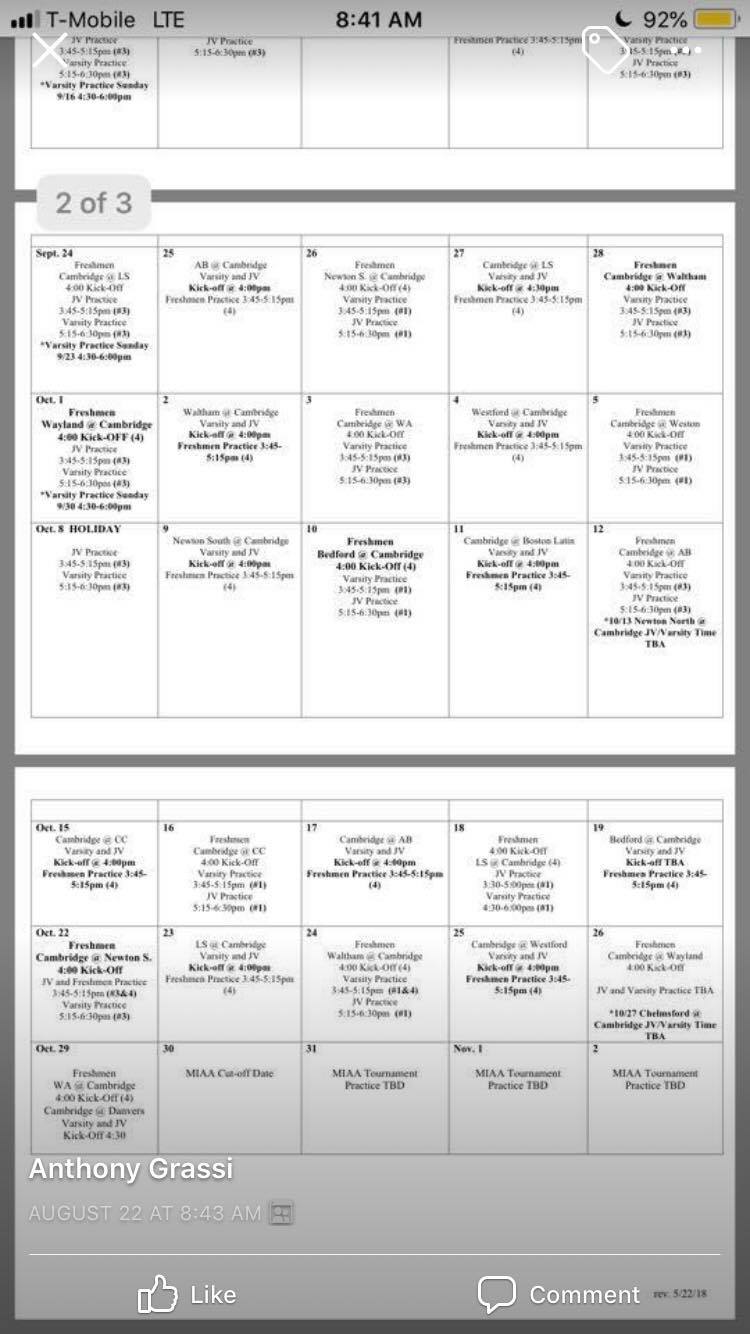 T-Mobile LTE 8:41 AM 92%
JV Practice
3:45-5:15pm (#3)
Varsity Practice
5:15-6:30pm (#3)
*Varsity Practice Sunday
9/16 4:30-6:00pm
JV Practice
5:15-6:30pm (#3)
Freshmen Practice 3:45-5:15pm
(4)
Varsity Practice
JV Practice
5:15-6:30pm (#3)
2 of 3
Sept. 24
Freshmen
Cambridge @ LS
4:00 Kick-Off
JV Practice
3:45-5:15pm (#3)
Varsity Practice
5:15-6:30pm (#3)
*Varsity Practice Sunday
9/23 4:30-6:00pm
25
AB @ Cambridge
Varsity and JV
Kick-off @ 4:00pm
Freshmen Practice 3:45-5:15pm
(4)
26
Freshmen
Newton S. @ Cambridge
4:00 Kick-Off (4)
Varsity Practice
3:45-5:15pm (#1)
JV Practice
5:15-6:30pm (#1)
27
Cambridge @ LS
Varsity and JV
Kick-off @ 4:30pm
Freshmen Practice 3:45-5:15pm
(4)
28
Freshmen
Cambridge @ Waltham
4:00 Kick-Off
Varsity Practice
3:45-5:15pm (#3)
JV Practice
5:15-6:30pm (#3)
Oct. 1
Freshmen
Wayland @ Cambridge
4:00 Kick-OFF (4)
JV Practice
3:45-5:15pm (#3)
Varsity Practice
5:15-6:30pm (#3)
*Varsity Practice Sunday
9/30 4:30-6:00pm
2
Waltham @ Cambridge
Varsity and JV
Kick-off @ 4:00pm
Freshmen Practice 3:45-
5:15pm (4)
3
Freshmen
Cambridge @ WA
4:00 Kick-Off
Varsity Practice
3:45-5:15pm (#3)
JV Practice
5:15-6:30pm (#3)
4
Westford @ Cambridge
Varsity and JV
Kick-off @ 4:00pm
Freshmen Practice 3:45-5:15pm
(4)
5
Freshmen
Cambridge @ Weston
4:00 Kick-Off
Varsity Practice
3:45-5:15pm (#1)
JV Practice
5:15-6:30pm (#1)
Oct. 8 HOLIDAY
JV Practice
3:45-5:15pm (#3)
Varsity Practice
5:15-6:30pm (#3)
9
Newton South @ Cambridge
Varsity and JV
Kick-off @ 4:00pm
Freshmen Practice 3:45-5:15pm
(4)
10
Freshmen
Bedford @ Cambridge
4:00 Kick-Off (4)
Varsity Practice
3:45-5:15pm (#1)
JV Practice
5:15-6:30pm (#1)
11
Cambridge @ Boston Latin
Varsity and JV
Kick-off @ 4:00pm
Freshmen Practice 3:45-
5:15pm (4)
12
Freshmen
Cambridge @ AB
4:00 Kick-Off
Varsity Practice
3:45-5:15pm (#3)
JV Practice
5:15-6:30pm (#3)
*10/13 Newton North @
Cambridge JV/Varsity Time
TBA
Oct. 15
Cambridge @ CC
Varsity and JV
Kick-off @ 4:00pm
Freshmen Practice 3:45-
5:15pm (4)
16
Freshmen
Cambridge @ CC
4:00 Kick-Off
Varsity Practice
3:45-5:15pm (#1)
JV Practice
5:15-6:30pm (#1)
17
Cambridge @ AB
Varsity and JV
Kick-off @ 4:00pm
Freshmen Practice 3:45-5:15pm
(4)
18
Freshmen
4:00 Kick-Off
LS @ Cambridge (4)
JV Practice
3:30-5:00pm (#1)
Varsity Practice
4:30-6:00pm (#1)
19
Bedford @ Cambridge
Varsity and JV
Kick-off TBA
Freshmen Practice 3:45-
5:15pm (4)
Oct. 22
Freshmen
Cambridge @ Newton S.
4:00 Kick-Off
JV and Freshmen Practice
3:45-5:15pm (#3&4)
Varsity Practice
5:15-6:30pm (#3)
23
LS @ Cambridge
Varsity and JV
Kick-off @ 4:00pm
Freshmen Practice 3:45-5:15pm
(4)
24
Freshmen
Waltham @ Cambridge
4:00 Kick-Off (4)
Varsity Practice
3:45-5:15pm (#1&4)
JV Practice
5:15-6:30pm (#1)
25
Cambridge @ Westford
Varsity and JV
Kick-off @ 4:00pm
Freshmen Practice 3:45-
5:15pm (4)
26
Freshmen
Cambridge @ Wayland
4:00 Kick-Off
JV and Varsity Practice TBA
*10/27 Chelmsford @
Cambridge JV/Varsity Time
TBA
Oct. 29
Freshmen
WA @ Cambridge
4:00 Kick-Off (4)
Cambridge @ Danvers
Varsity and JV
Kick-Off 4:30
30
MIAA Cut-off Date
31
MIAA Tournament
Practice TBD
Nov. 1
MIAA Tournament
Practice TBD
2
MIAA Tournament
Practice TBD
Anthony Grassi
AUGUST 22 AT 8:43 AM
Like
Comment
rev. 5/22/18